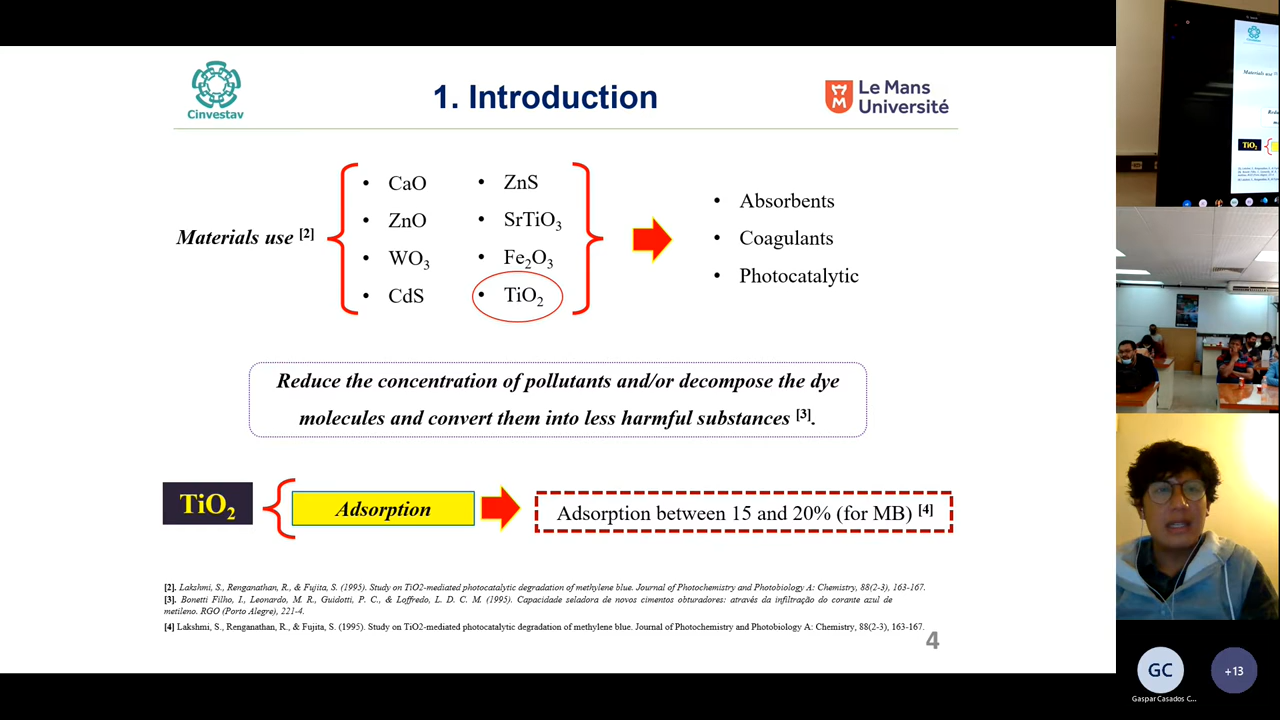 Cinvestav
1. Introduction
Le Mans
Université
Materials use [2]
• CaO
• ZnO
• WO3
• CdS
• ZnS
• SrTiO3
• Fe2O3
• TiO2
• Absorbents
• Coagulants
• Photocatalytic
Reduce the concentration of pollutants and/or decompose the dye
molecules and convert them into less harmful substances [3].
TiO2
Adsorption
Adsorption between 15 and 20% (for MB) [4]
[2]. Lakshmi, S., Renganathan, R., & Fujita, S. (1995). Study on TiO2-mediated photocatalytic degradation of methylene blue. Journal of Photochemistry and Photobiology A: Chemistry, 88(2-3), 163-167.
[3]. Bonetti Filho, I., Leonardo, M. R., Guidotti, P. C., & Loffredo, L. D. C. M. (1995). Capacidade seladora de novos cimentos obturadores: através da infiltração do corante azul de
metileno. RGO (Porto Alegre), 221-4.
[4] Lakshmi, S., Renganathan, R., & Fujita, S. (1995). Study on TiO2-mediated photocatalytic degradation of methylene blue. Journal of Photochemistry and Photobiology A: Chemistry, 88(2-3), 163-167.
4
TiO2
GC
+13
Gaspar Casados C...